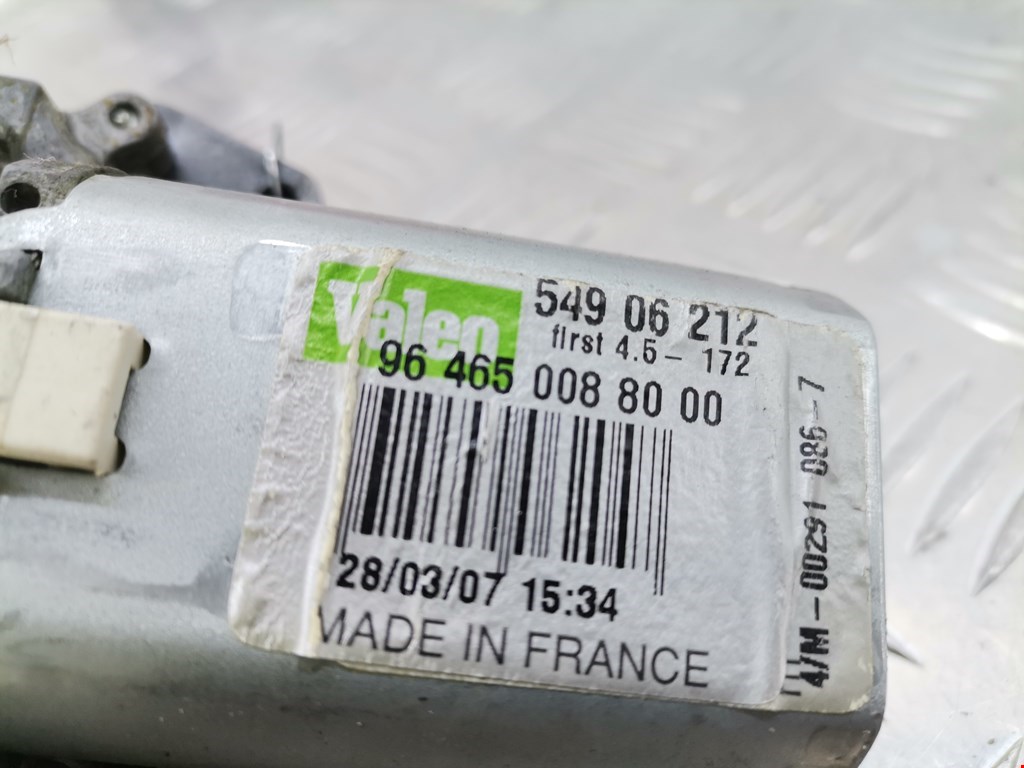 Valeo
549 06 212
first 4.5 - 172
96 465 008 80 00
28/03/07 15:34
MADE IN FRANCE
4/M-00291 086-7